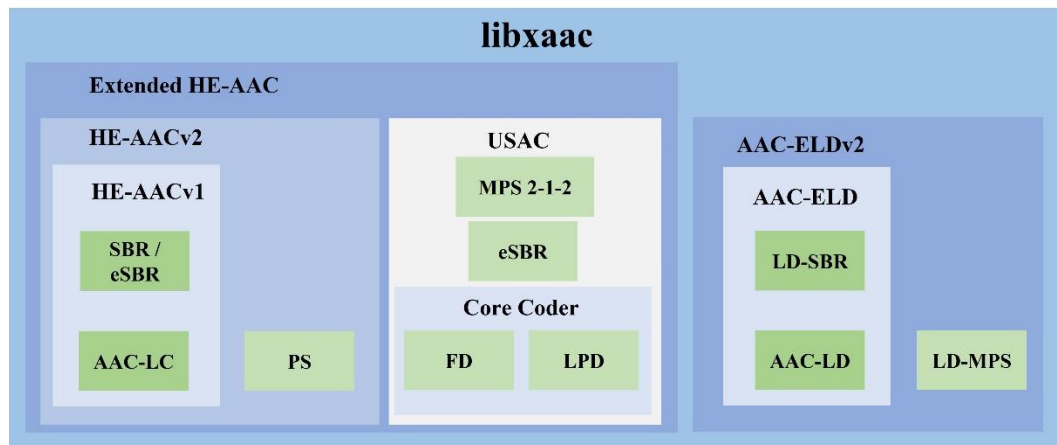 libxaac
Extended HE-AAC
HE-AACv2
HE-AACv1
SBR /
eSBR
AAC-LC
PS
USAC
MPS 2-1-2
eSBR
Core Coder
FD
LPD
AAC-ELDv2
AAC-ELD
LD-SBR
AAC-LD
LD-MPS